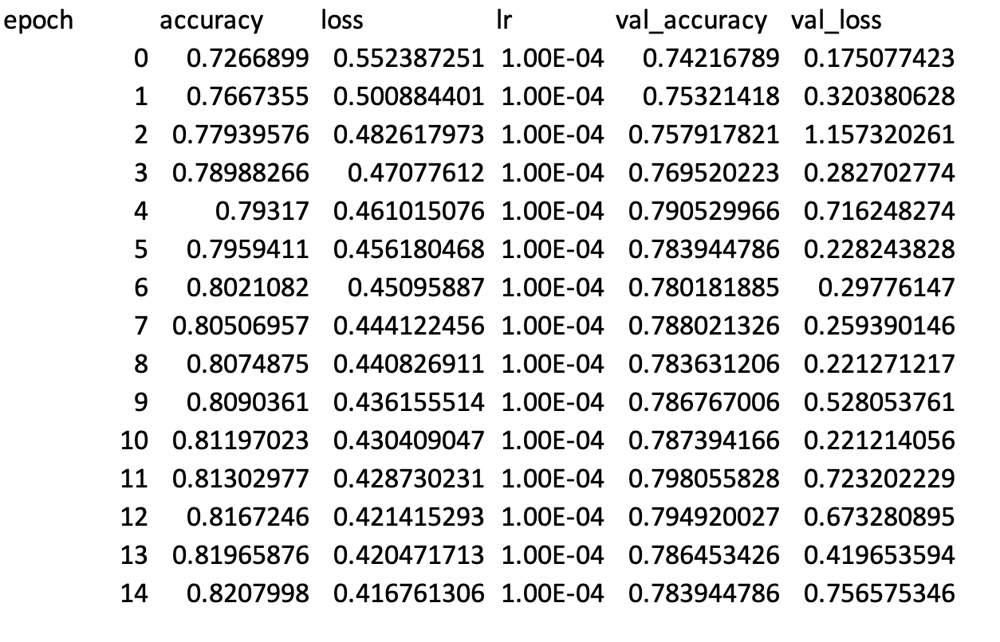 epoch accuracy loss lr val_accuracy val_loss
0 0.7266899 0.552387251 1.00E-04 0.74216789 0.175077423
1 0.7667355 0.500884401 1.00E-04 0.75321418 0.320380628
2 0.77939576 0.482617973 1.00E-04 0.757917821 1.157320261
3 0.78988266 0.47077612 1.00E-04 0.769520223 0.282702774
4 0.79317 0.461015076 1.00E-04 0.790529966 0.716248274
5 0.7959411 0.456180468 1.00E-04 0.783944786 0.228243828
6 0.8021082 0.45095887 1.00E-04 0.780181885 0.29776147
7 0.80506957 0.444122456 1.00E-04 0.788021326 0.259390146
8 0.8074875 0.440826911 1.00E-04 0.783631206 0.221271217
9 0.8090361 0.436155514 1.00E-04 0.786767006 0.528053761
10 0.81197023 0.430409047 1.00E-04 0.787394166 0.221214056
11 0.81302977 0.428730231 1.00E-04 0.798055828 0.723202229
12 0.8167246 0.421415293 1.00E-04 0.794920027 0.673280895
13 0.81965876 0.420471713 1.00E-04 0.786453426 0.419653594
14 0.8207998 0.416761306 1.00E-04 0.783944786 0.756575346